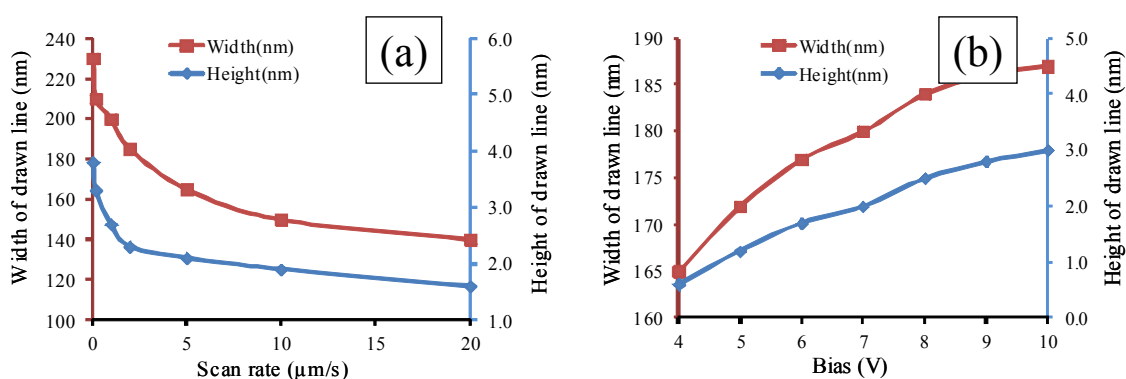 (a)
Width(nm)
Height(nm)
Width of drawn line (nm)
240
220
200
180
160
140
120
100
6.0
5.0
4.0
3.0
2.0
1.0
Height of drawn line (nm)
0 5 10 15 20
Scan rate (µm/s)
(b)
Width(nm)
Height(nm)
Width of drawn line (nm)
190
185
180
175
170
165
160
5.0
4.0
3.0
2.0
1.0
0.0
Height of drawn line (nm)
4 5 6 7 8 9 10
Bias (V)